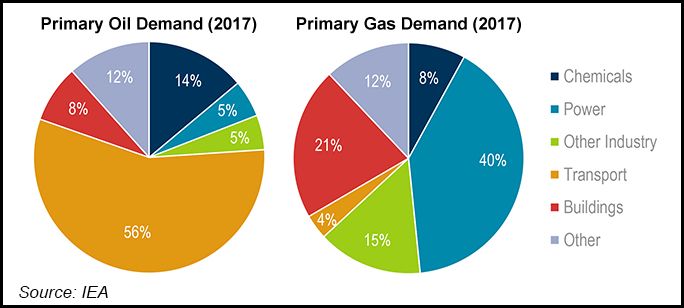 Primary Oil Demand (2017)
14%
5%
5%
56%
8%
12%
Primary Gas Demand (2017)
8%
40%
15%
4%
21%
12%
Chemicals
Power
Other Industry
Transport
Buildings
Other
Source: IEA